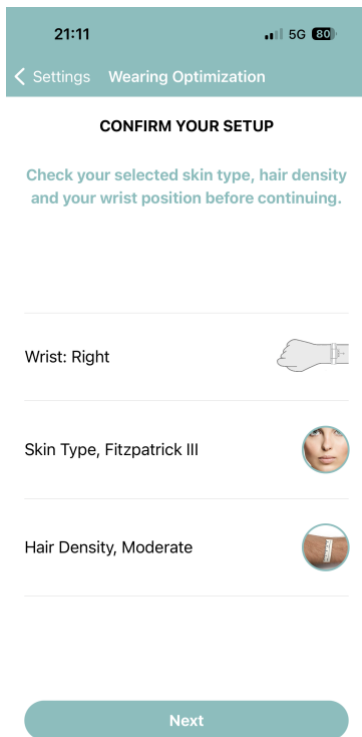 21:11 5G 80
Settings Wearing Optimization
CONFIRM YOUR SETUP
Check your selected skin type, hair density
and your wrist position before continuing.
Wrist: Right
Skin Type, Fitzpatrick III
Hair Density, Moderate
Next